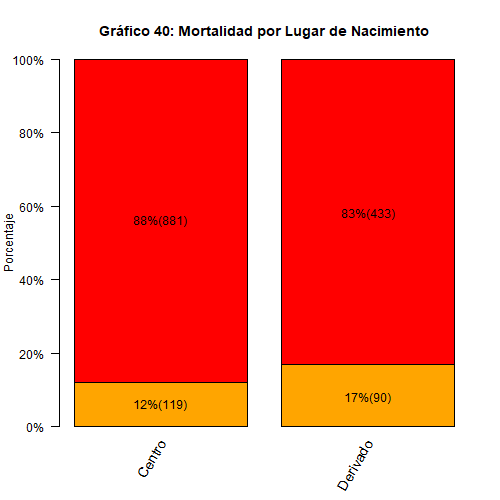 Gráfico 40: Mortalidad por Lugar de Nacimiento
100%
80%
60%
40%
20%
0%
Porcentaje
88%(881)
83%(433)
12%(119)
17%(90)
Centro
Derivado